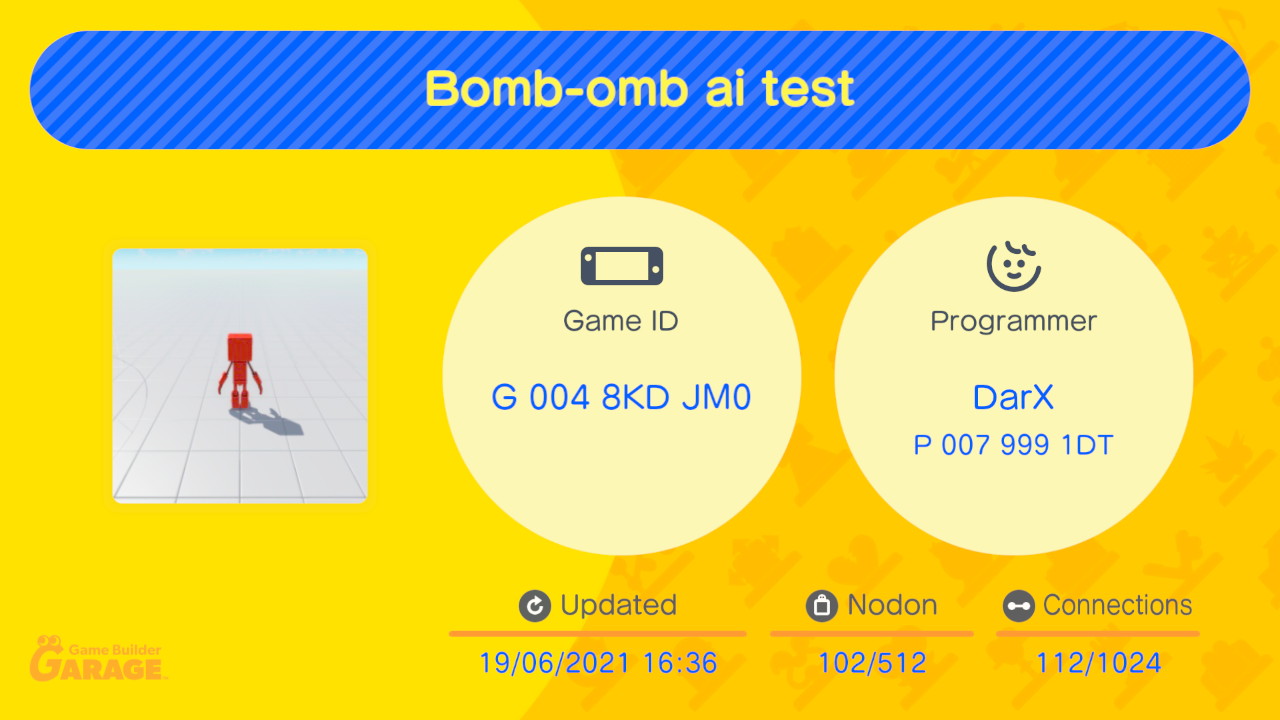 Bomb-omb ai test
Game ID
G 004 8KD JM0
Programmer
DarX
P 007 999 1DT
Updated
19/06/2021 16:36
Nodon
102/512
Connections
112/1024
Game Builder
GARAGE™